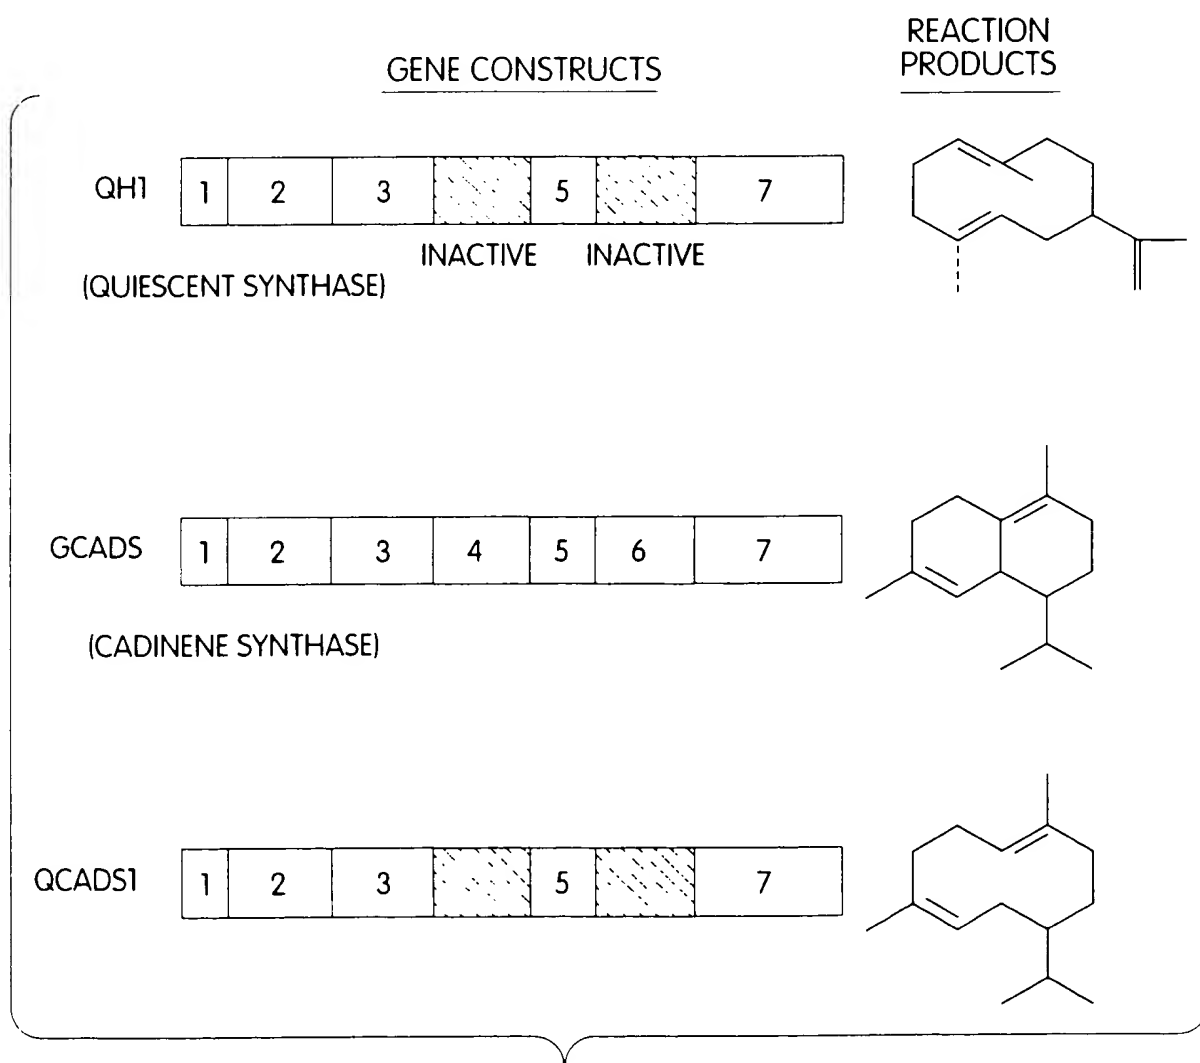 GENE CONSTRUCTS
REACTION
PRODUCTS
QH1 1 2 3 5 7
INACTIVE INACTIVE
(QUIESCENT SYNTHASE)
GCADS 1 2 3 4 5 6 7
(CADINENE SYNTHASE)
QCADS1 1 2 3 5 7